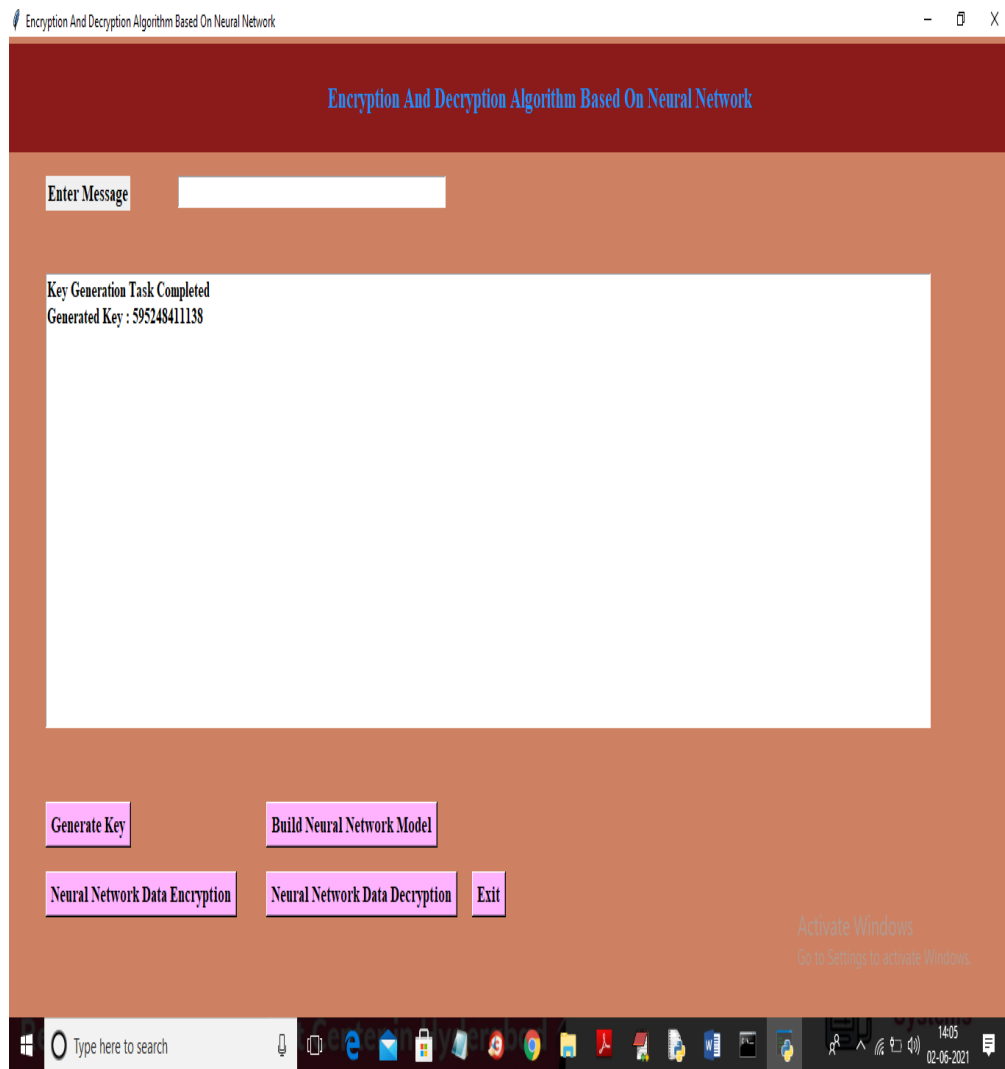 Encryption And Decryption Algorithm Based On Neural Network
Encryption And Decryption Algorithm Based On Neural Network
Enter Message
Key Generation Task Completed
Generated Key : 595248411138
Generate Key
Build Neural Network Model
Neural Network Data Encryption
Neural Network Data Decryption
Exit
Activate Windows
Go to Settings to activate Windows.
Systems
Type here to search
14:05
02-06-2021